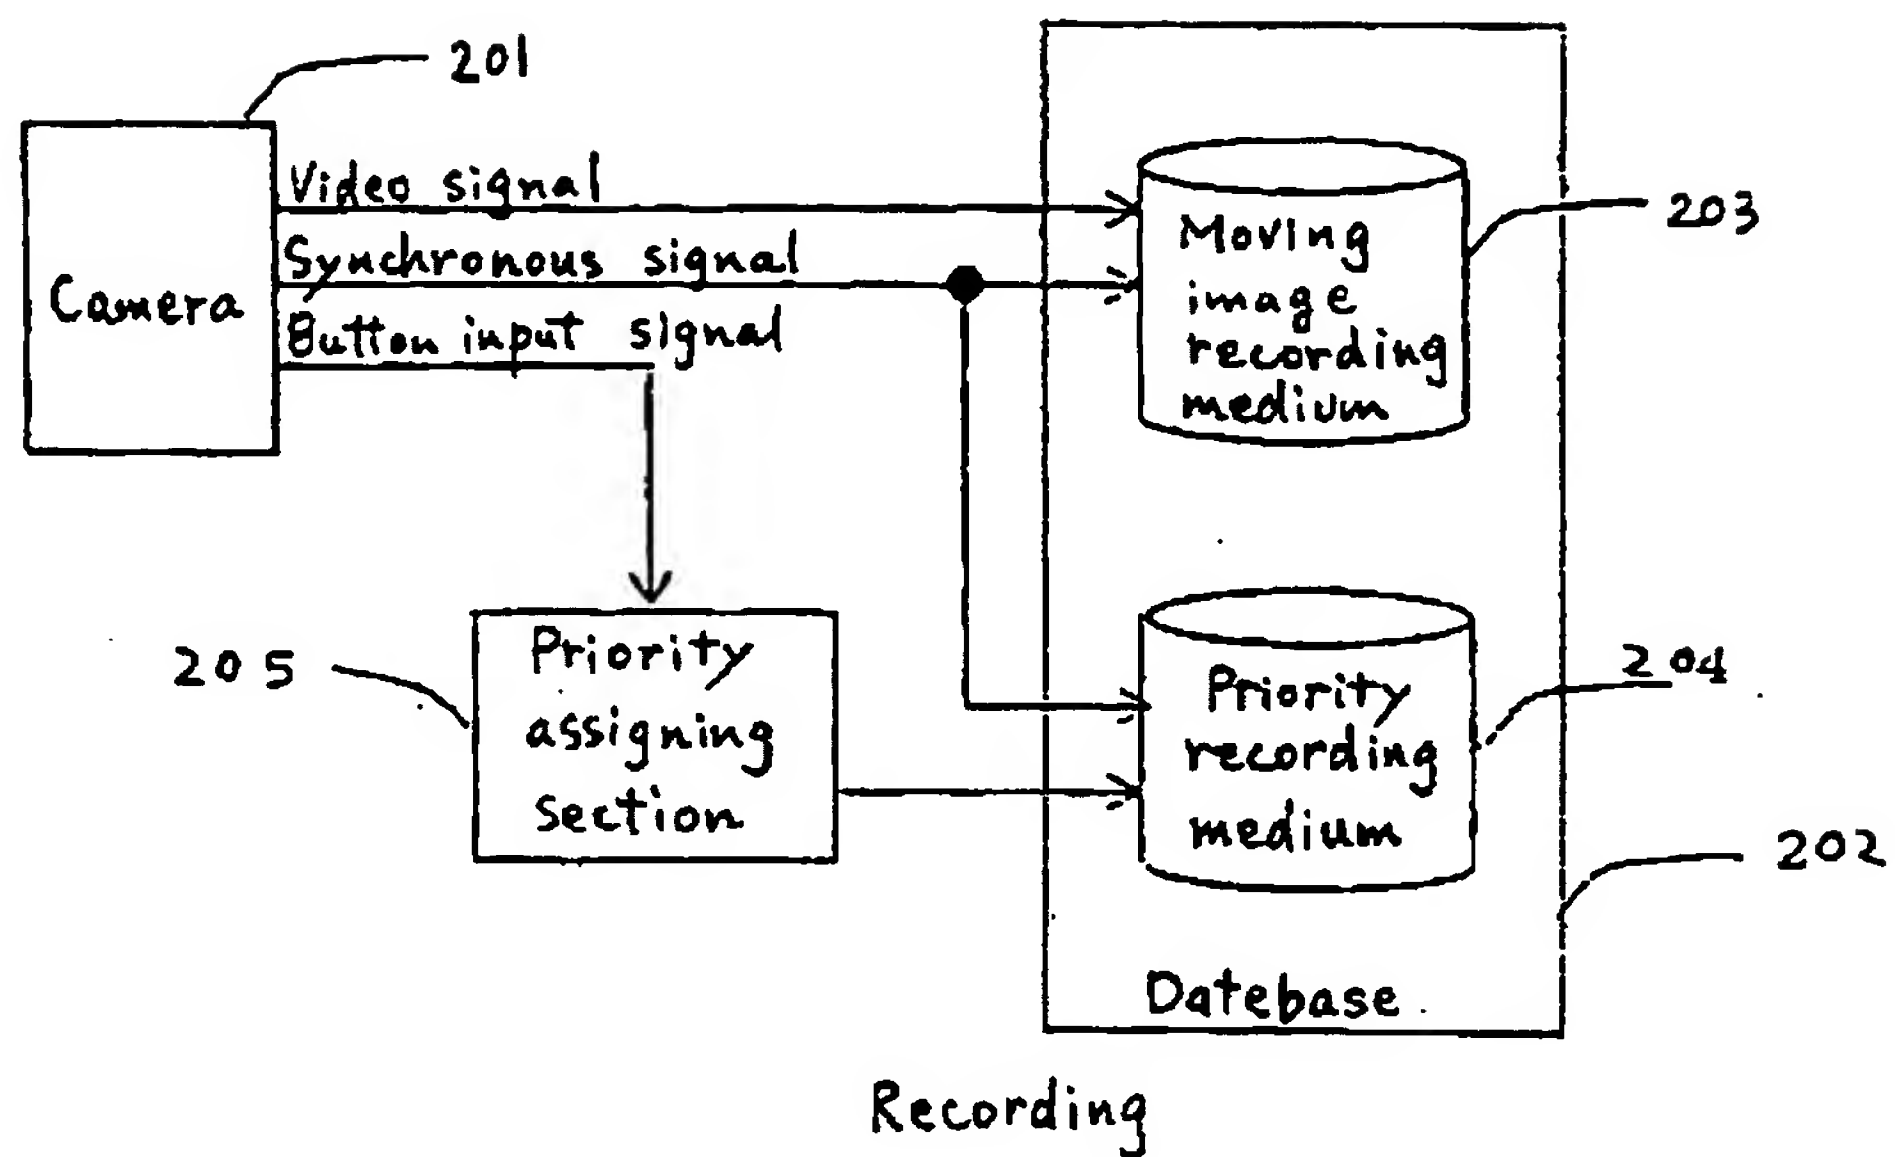 201
Video signal
Synchronous signal
Camera
Button input signal
Moving
image
recording
medium
203
Priority
assigning
section
205
Priority
recording
medium
204
202
Datebase
Recording